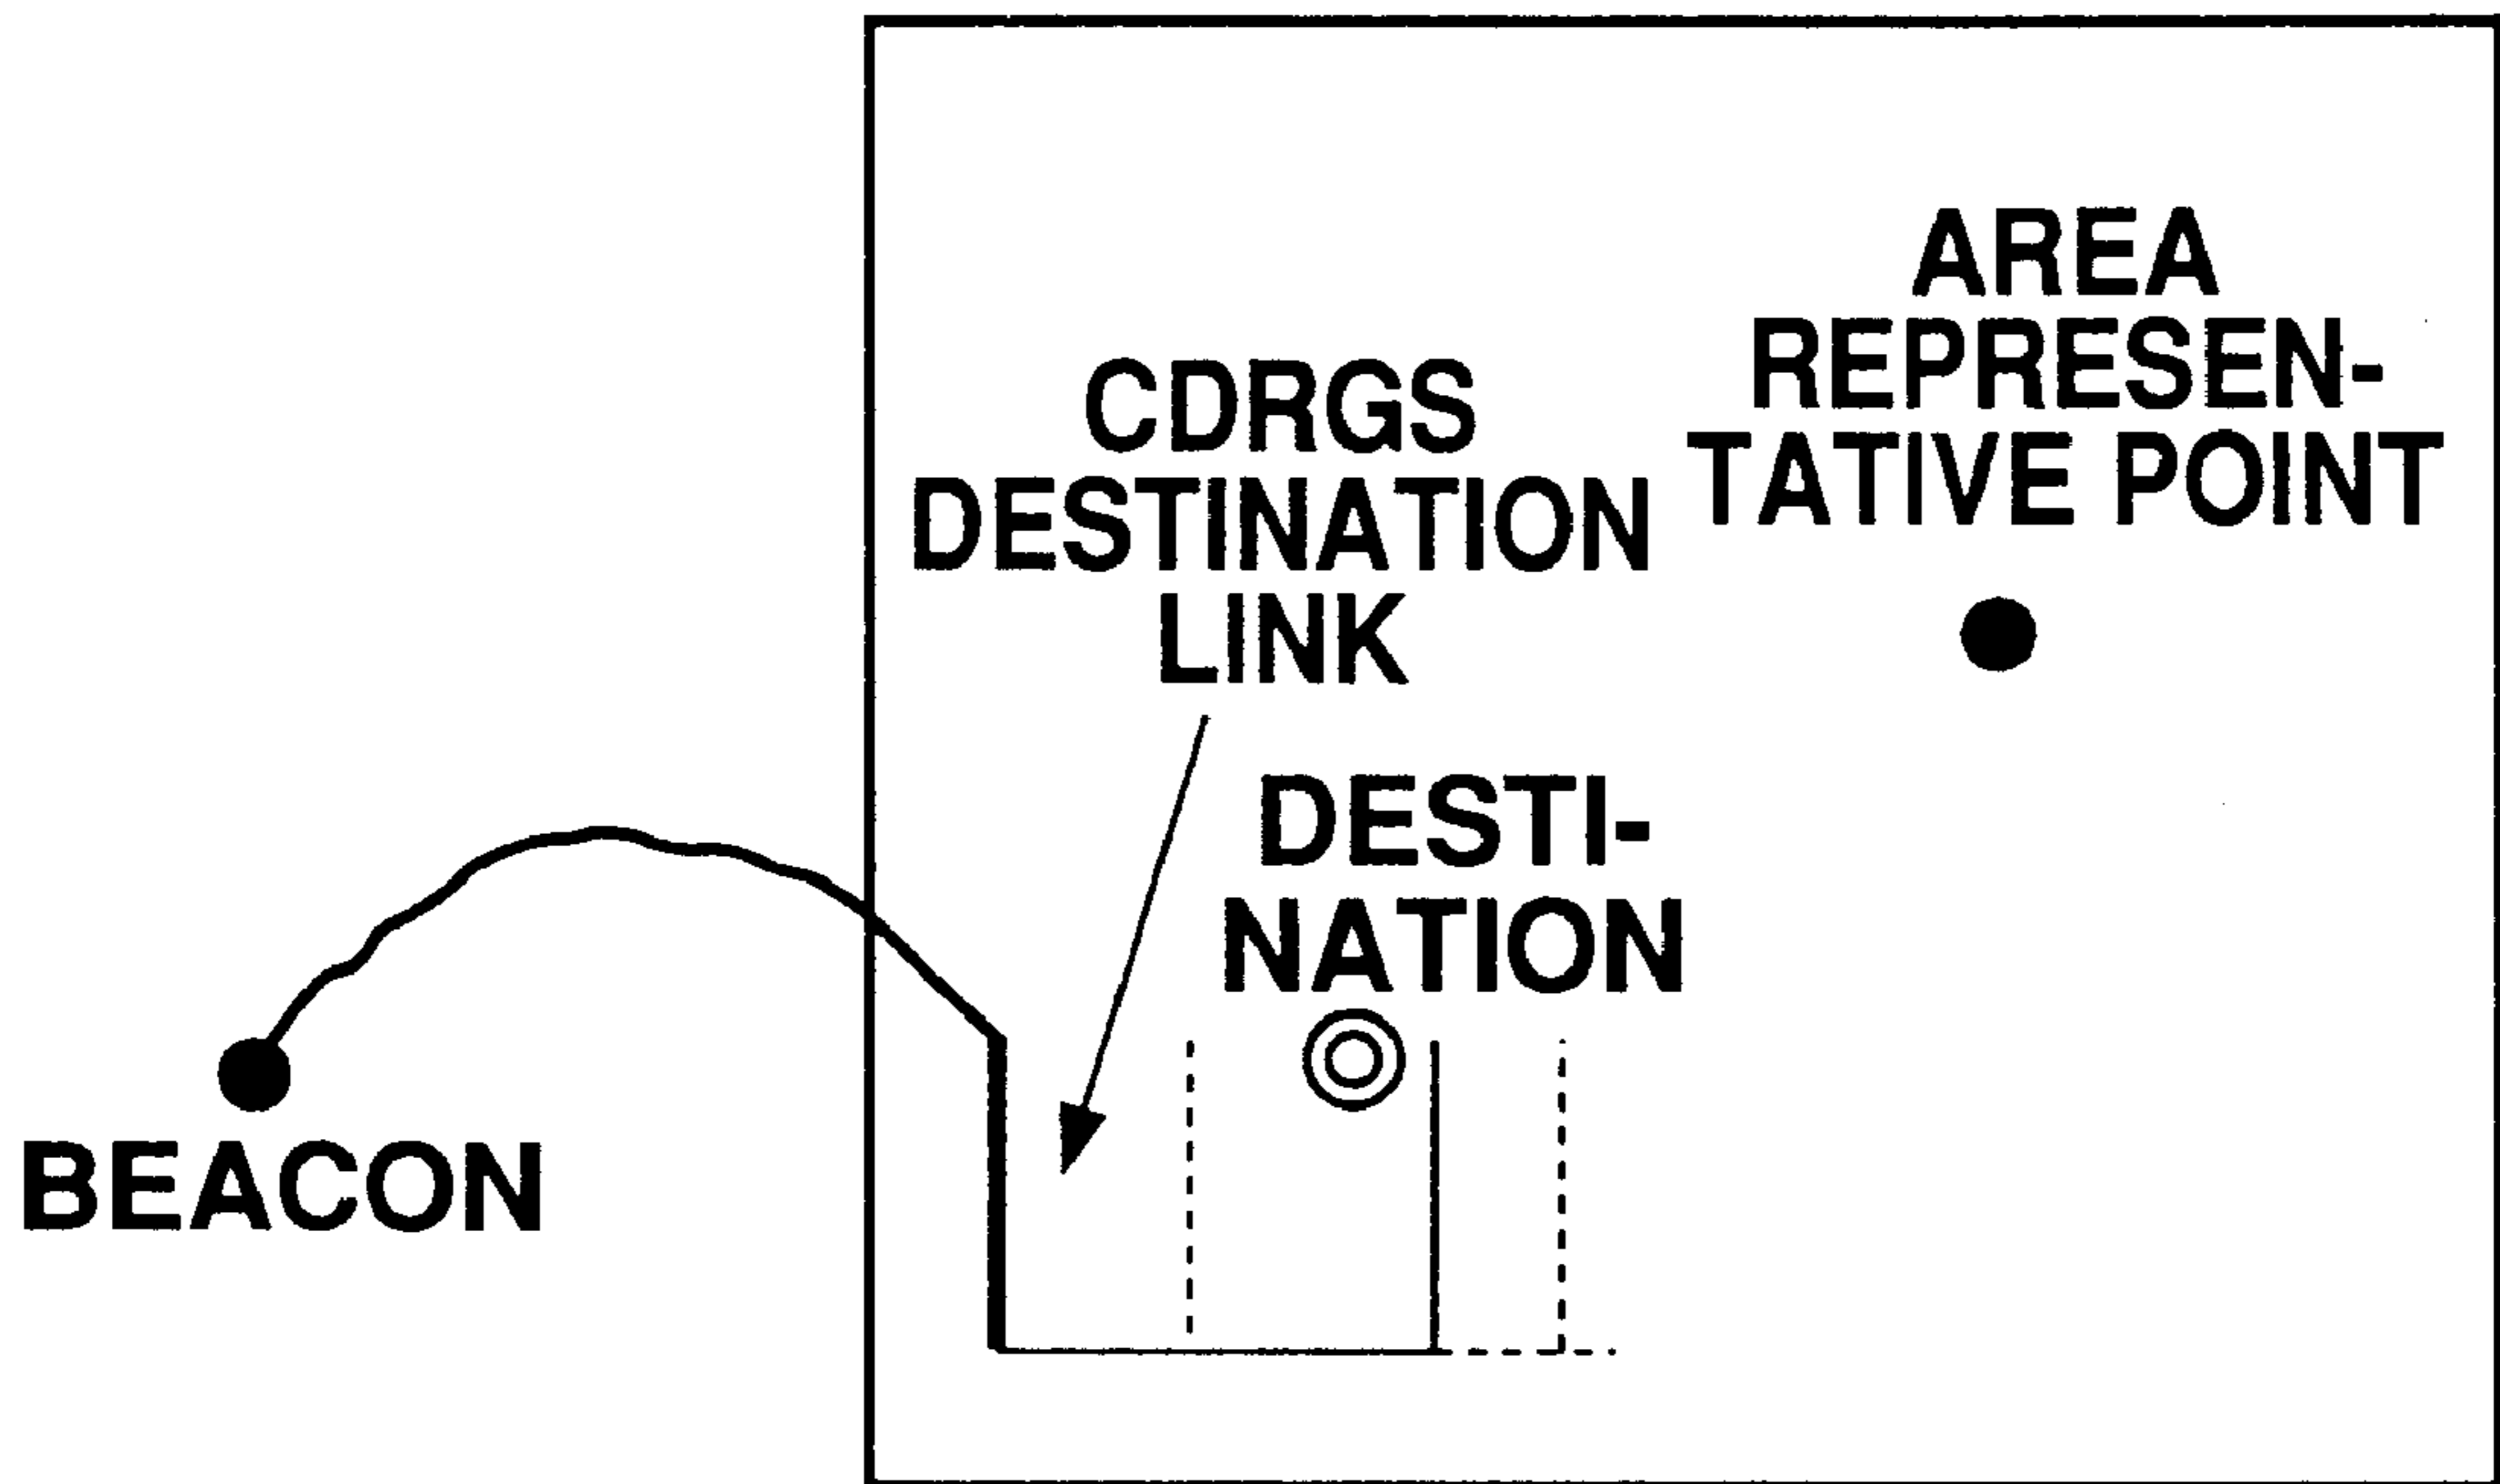 AREA
REPRESEN-
TATIVE POINT
CDRGS
DESTINATION
LINK
DESTI-
NATION
BEACON